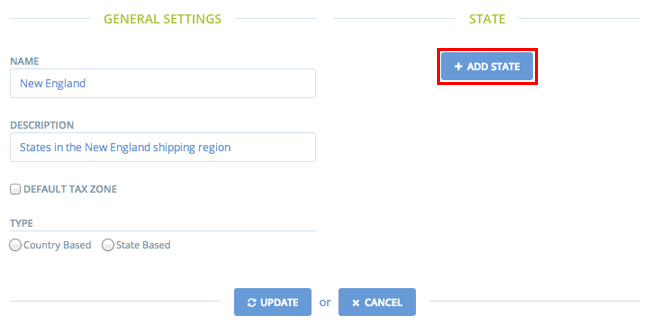 GENERAL SETTINGS
STATE
NAME
New England
+ ADD STATE
DESCRIPTION
States in the New England shipping region
DEFAULT TAX ZONE
TYPE
Country Based State Based
UPDATE or CANCEL